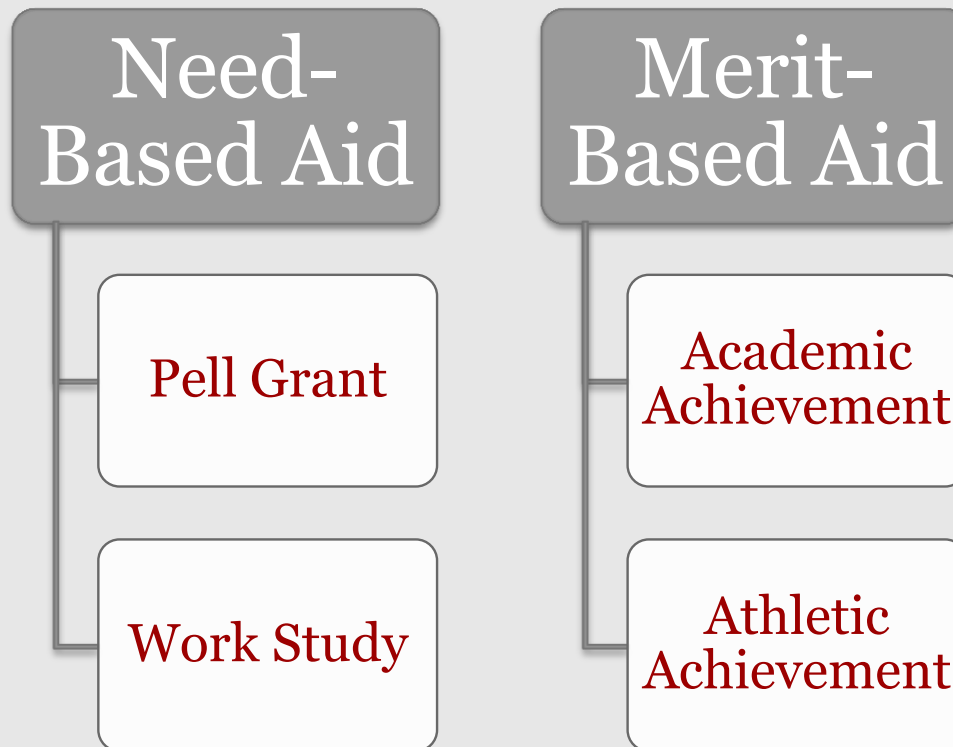 Need-
Based Aid
Pell Grant
Work Study
Merit-
Based Aid
Academic
Achievement
Athletic
Achievement